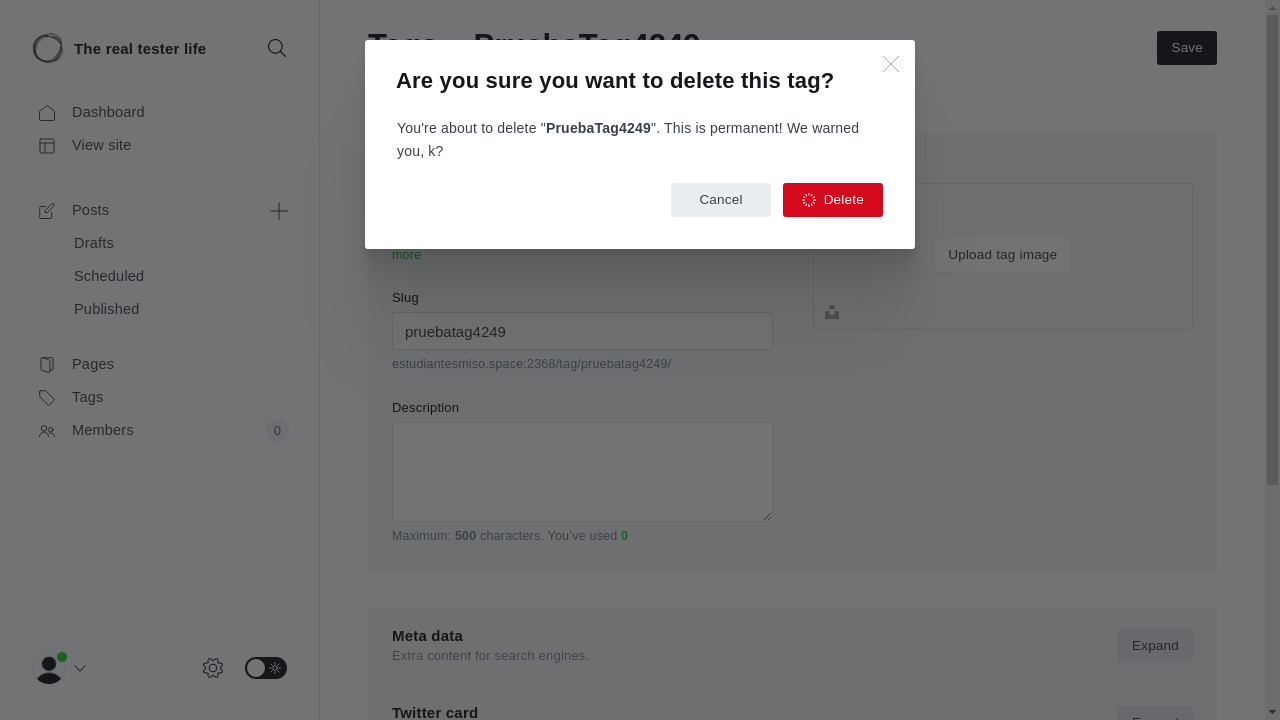 The real tester life
Dashboard
View site
Posts
Drafts
Scheduled
Published
Pages
Tags
Members
0
Save
Are you sure you want to delete this tag?
You're about to delete "PruebaTag4249". This is permanent! We warned
you, k?
Cancel
Delete
more
Upload tag image
Slug
pruebatag4249
estudiantesmiso.space:2368/tag/pruebatag4249/
Description
Maximum: 500 characters. You've used 0
Meta data
Extra content for search engines.
Expand
Twitter card